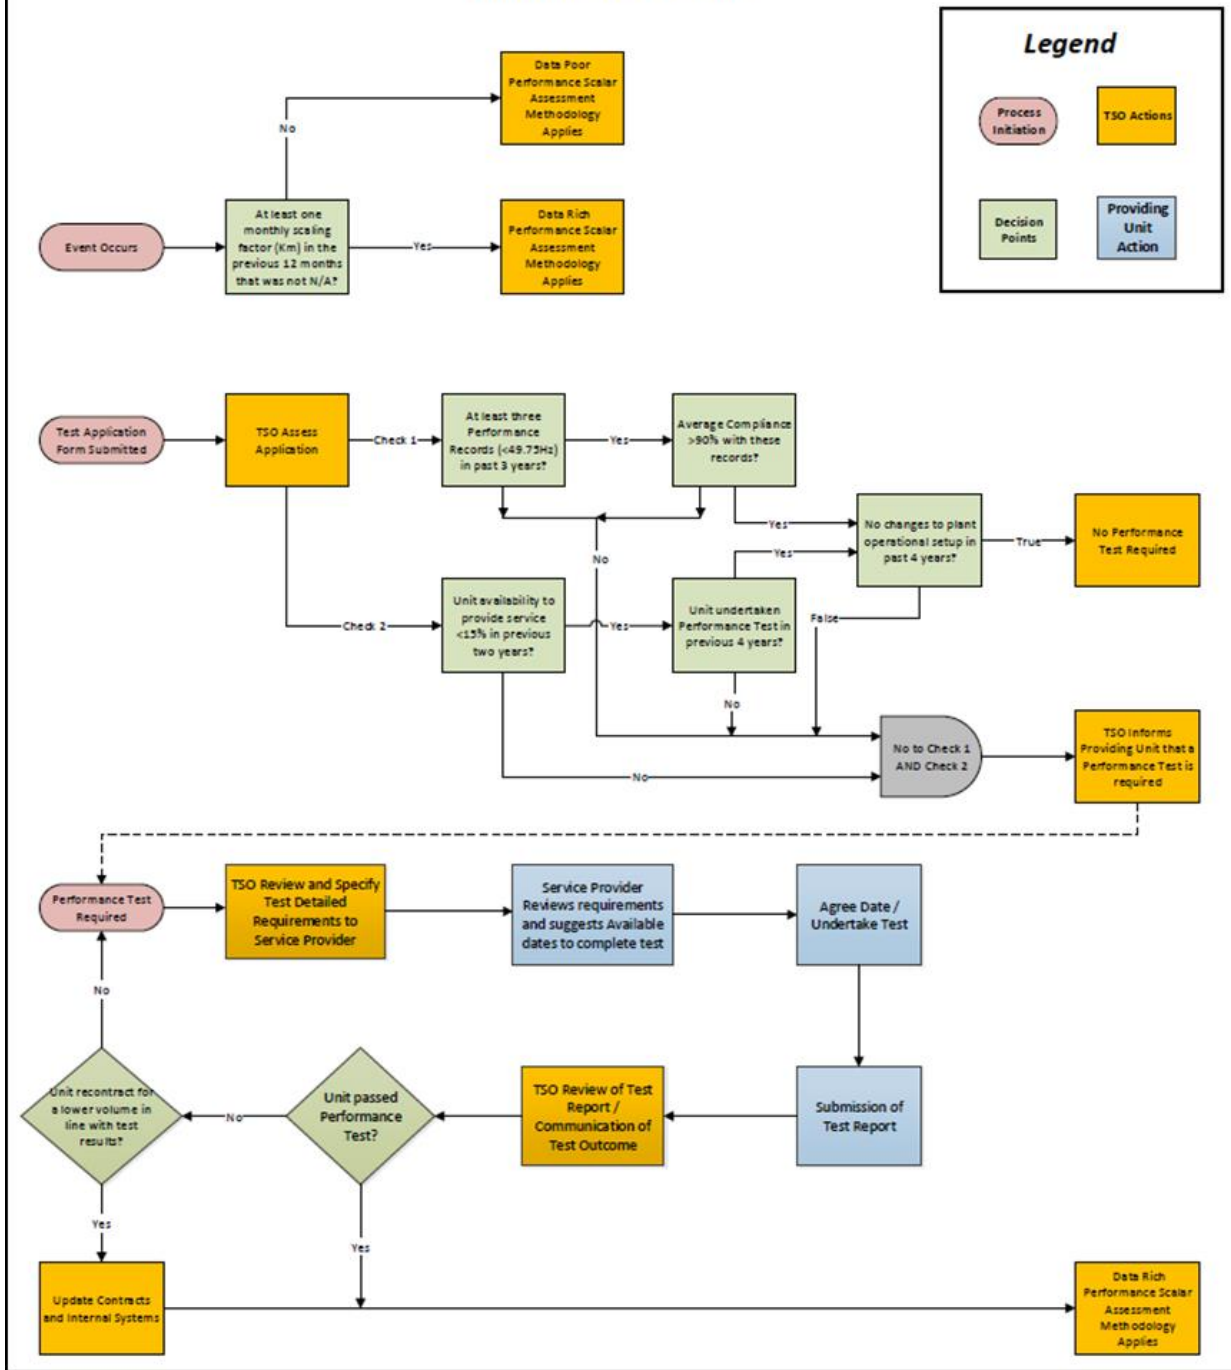 Legend
Process
Initiation
TSO Actions
Decision
Points
Providing
Unit
Action
Data Poor
Performance Scalar
Assessment
Methodology
Applies
No
Event Occurs
At least one
monthly scaling
factor (Km) in the
previous 12 months
that was not N/A?
Yes
Data Rich
Performance Scalar
Assessment
Methodology
Applies
Test Application
Form Submitted
TSO Assess
Application
Check 1
At least three
Performance
Records (<49.75Hz)
in past 3 years?
Yes
Average Compliance
>90% with these
records?
Yes
No changes to plant
operational setup in
past 4 years?
True
No Performance
Test Required
No
Yes
Check 2
Unit availability to
provide service
<15% in previous
two years?
Yes
Unit undertaken
Performance Test in
previous 4 years?
False
No
No
No to Check 1
AND Check 2
TSO Informs
Providing Unit that a
Performance Test is
required
Performance Test
Required
TSO Review and Specify
Test Detailed
Requirements to
Service Provider
Service Provider
Reviews requirements
and suggests Available
dates to complete test
Agree Date /
Undertake Test
No
Unit recontract for
a lower volume in
line with test
results?
No
Unit passed
Performance
Test?
TSO Review of Test
Report /
Communication of
Test Outcome
Submission of
Test Report
Yes
Yes
Update Contracts
and Internal Systems
Data Rich
Performance Scalar
Assessment
Methodology
Applies